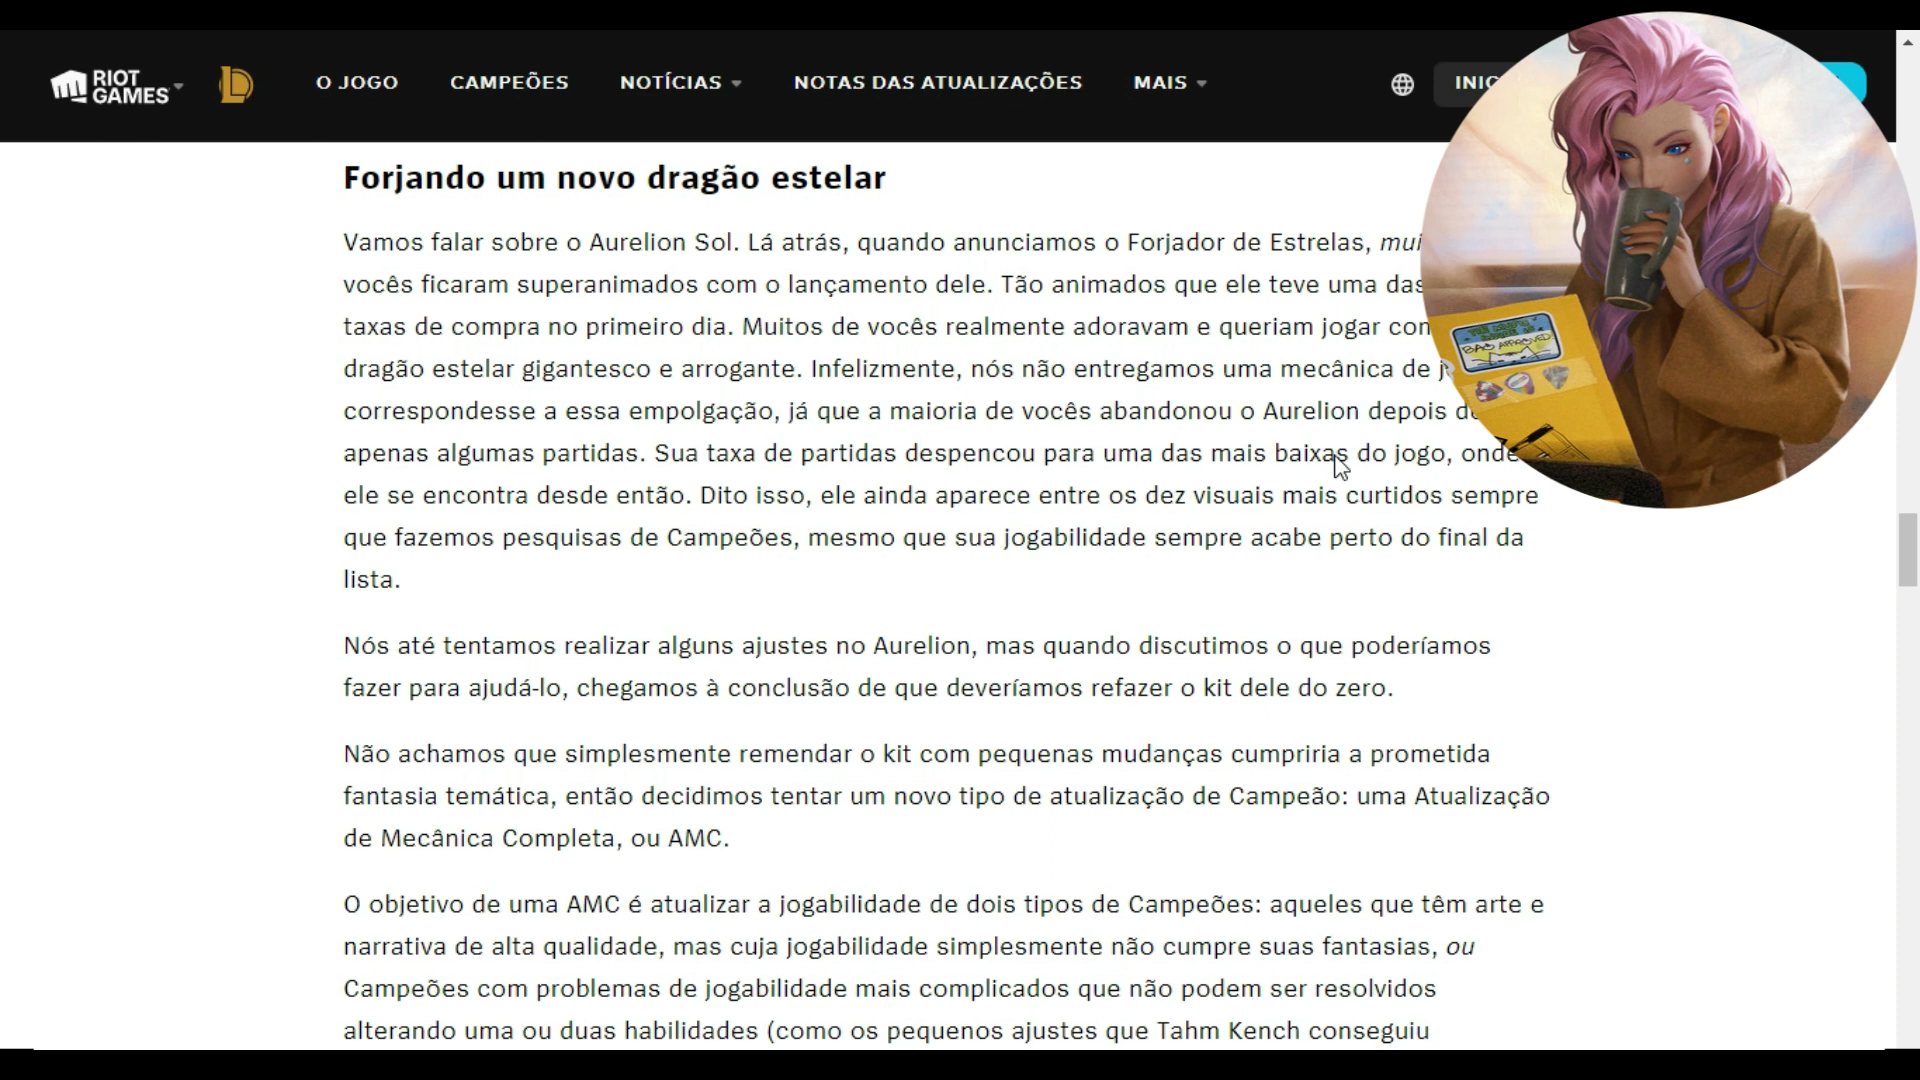 RIOT GAMES
O JOGO CAMPEÕES NOTÍCIAS NOTAS DAS ATUALIZAÇÕES MAIS
Forjando um novo dragão estelar
Vamos falar sobre o Aurelion Sol. Lá atrás, quando anunciamos o Forjador de Estrelas,
vocês ficaram superanimados com o lançamento dele. Tão animados que ele teve uma das
taxas de compra no primeiro dia. Muitos de vocês realmente adoravam e queriam jogar
dragão estelar gigantesco e arrogante. Infelizmente, nós não entregamos uma mecânica de
correspondesse a essa empolgação, já que a maioria de vocês abandonou o Aurelion depois
apenas algumas partidas. Sua taxa de partidas despencou para uma das mais baixas do jogo, onde
ele se encontra desde então. Dito isso, ele ainda aparece entre os dez visuais mais curtidos sempre
que fazemos pesquisas de Campeões, mesmo que sua jogabilidade sempre acabe perto do final da
lista.
Nós até tentamos realizar alguns ajustes no Aurelion, mas quando discutimos o que poderíamos
fazer para ajudá-lo, chegamos à conclusão de que deveríamos refazer o kit dele do zero.
Não achamos que simplesmente remendar o kit com pequenas mudanças cumpriria a prometida
fantasia temática, então decidimos tentar um novo tipo de atualização de Campeão: uma Atualização
de Mecânica Completa, ou AMC.
O objetivo de uma AMC é atualizar a jogabilidade de dois tipos de Campeões: aqueles que têm arte e
narrativa de alta qualidade, mas cuja jogabilidade simplesmente não cumpre suas fantasias, ou
Campeões com problemas de jogabilidade mais complicados que não podem ser resolvidos
alterando uma ou duas habilidades (como os pequenos ajustes que Tahm Kench conseguiu